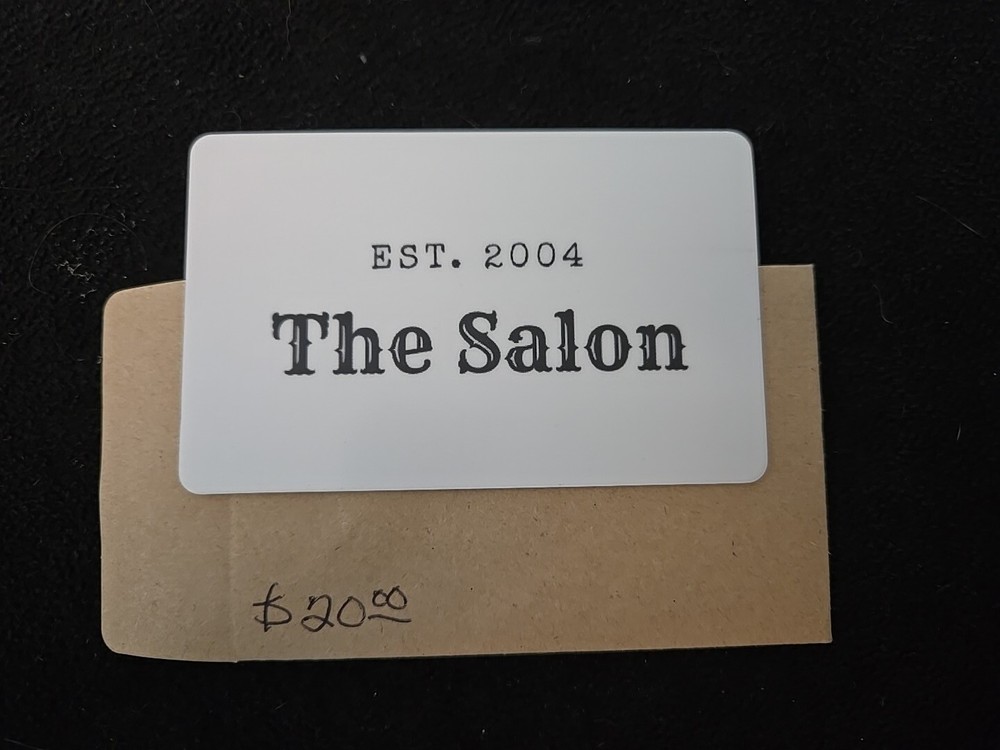 EST. 2004
The Salon
$20.00